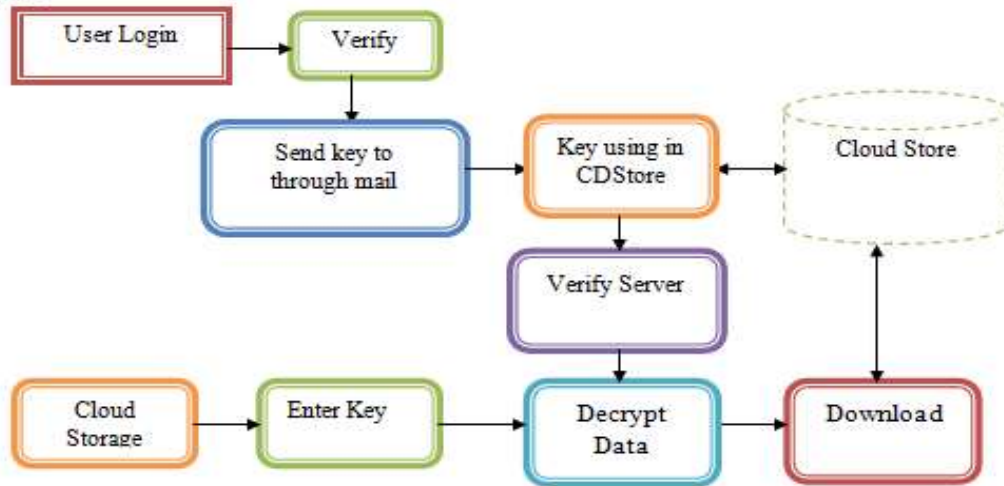 User Login
Verify
Send key to
through mail
Key using in
CDStore
Cloud Store
Verify Server
Cloud
Storage
Enter Key
Decrypt
Data
Download